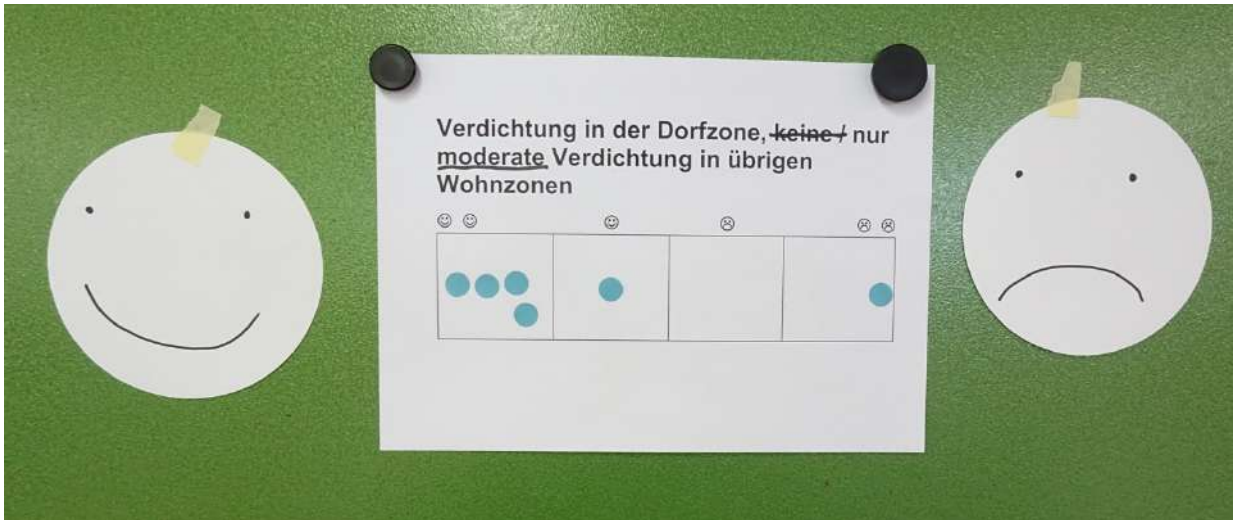 Verdichtung in der Dorfzone, keine / nur
moderate Verdichtung in übrigen
Wohnzonen
☺ ☺ ☺ ☹ ☹ ☹